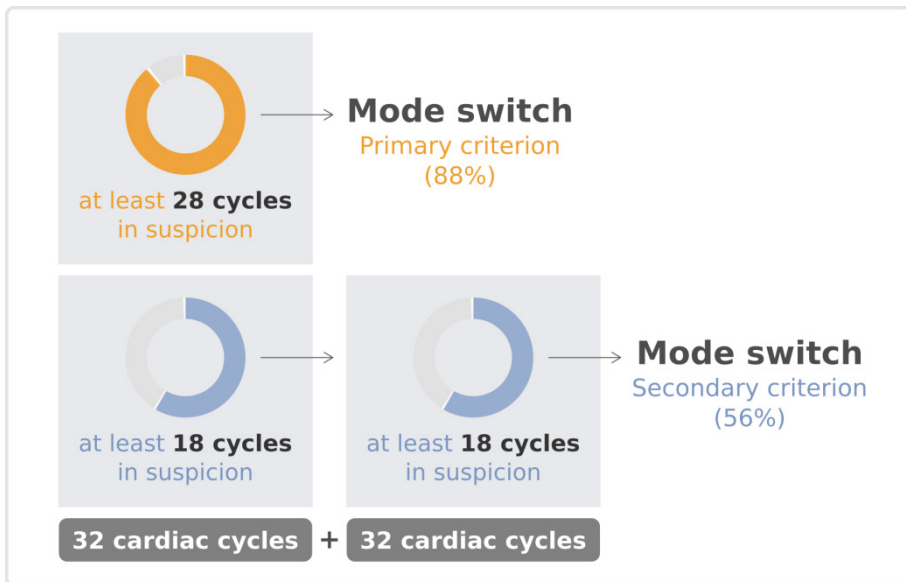 Mode switch
Primary criterion
(88%)
at least 28 cycles
in suspicion
at least 18 cycles
in suspicion
at least 18 cycles
in suspicion
Mode switch
Secondary criterion
(56%)
32 cardiac cycles + 32 cardiac cycles